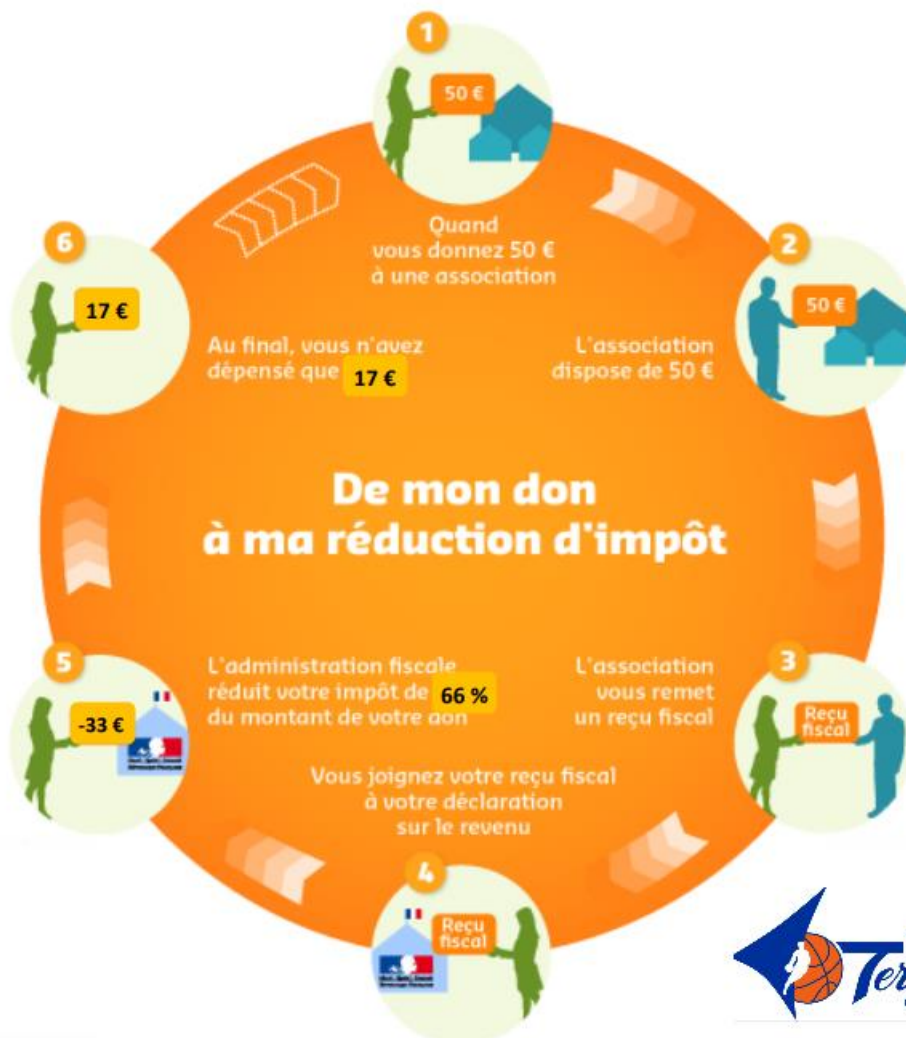 1
50 €
Quand
vous donnez 50 €
à une association
2
50 €
L'association
dispose de 50 €
3
Reçu
fiscal
L'association
vous remet
un reçu fiscal
4
Reçu
fiscal
Vous joignez votre reçu fiscal
à votre déclaration
sur le revenu
5
-33 €
L'administration fiscale
réduit votre impôt de 66 %
du montant de votre don
6
17 €
Au final, vous n'avez
dépensé que 17 €
De mon don
à ma réduction d'impôt